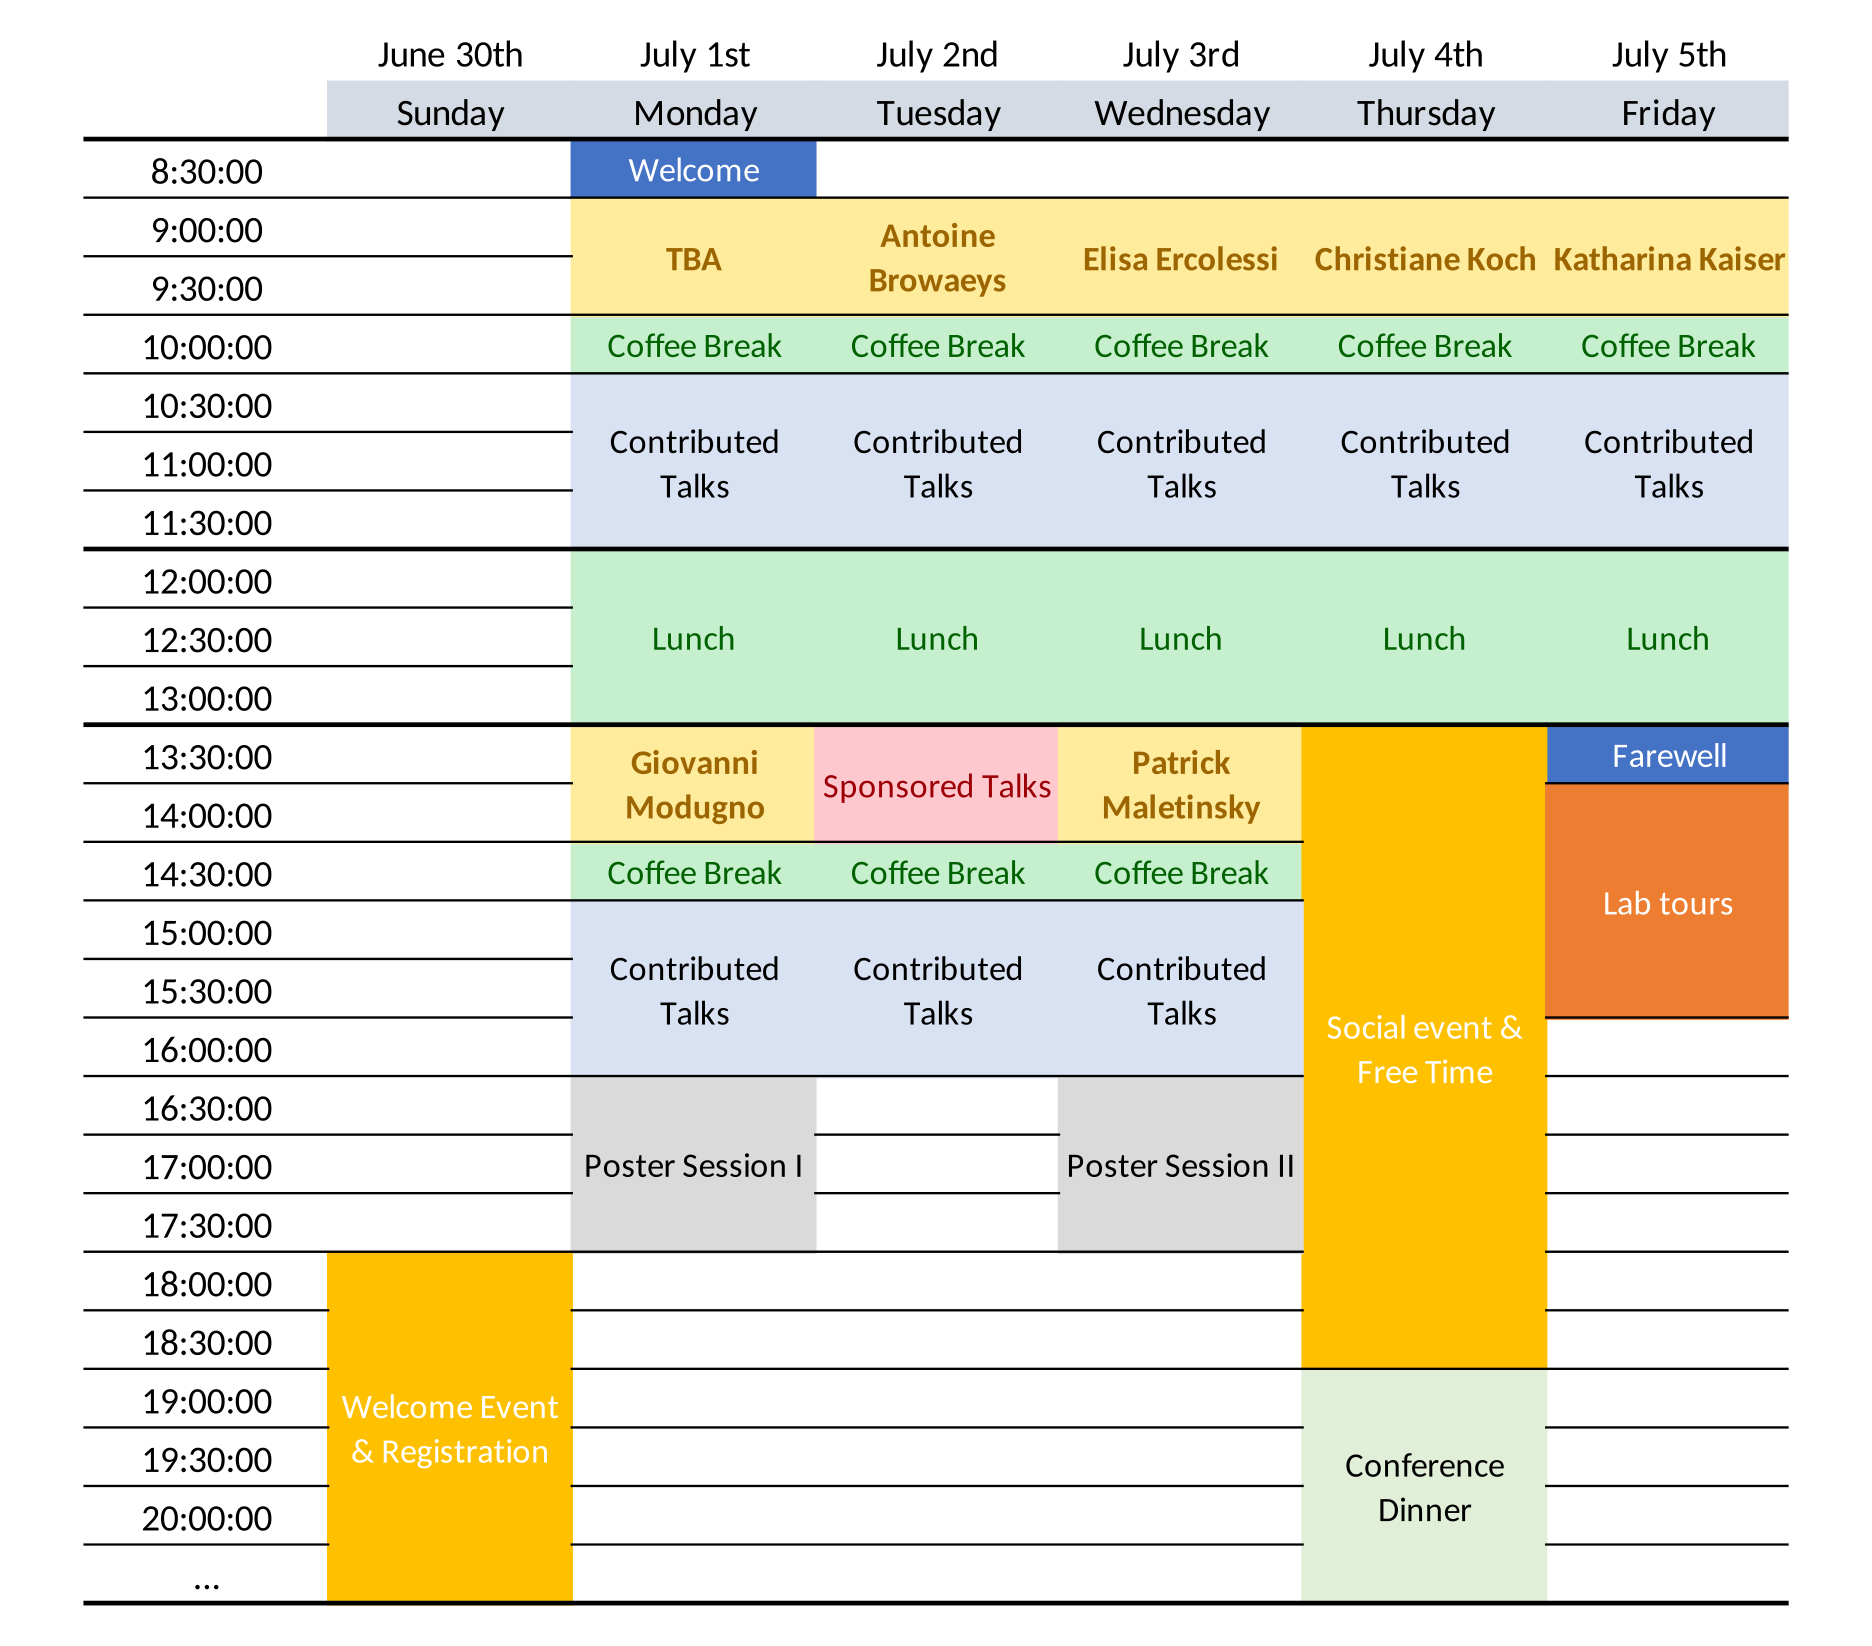 June 30th July 1st July 2nd July 3rd July 4th July 5th
Sunday Monday Tuesday Wednesday Thursday Friday
8:30:00 Welcome
9:00:00
Antoine
TBA Browaeys Elisa Ercolessi Christiane Koch Katharina Kaiser
9:30:00
10:00:00 Coffee Break Coffee Break Coffee Break Coffee Break Coffee Break
10:30:00
Contributed Contributed Contributed Contributed Contributed
11:00:00
Talks Talks Talks Talks Talks
11:30:00
12:00:00
12:30:00 Lunch Lunch Lunch Lunch Lunch
13:00:00
13:30:00 Giovanni Patrick Farewell
Sponsored Talks
14:00:00 Modugno Maletinsky
14:30:00 Coffee Break Coffee Break Coffee Break
Lab tours
15:00:00
Contributed Contributed Contributed
15:30:00
Talks Talks Talks
Social event &
16:00:00
Free Time
16:30:00
17:00:00 Poster Session I Poster Session II
17:30:00
18:00:00
18:30:00
19:00:00 Welcome Event
& Registration
19:30:00 Conference
20:00:00 Dinner
...